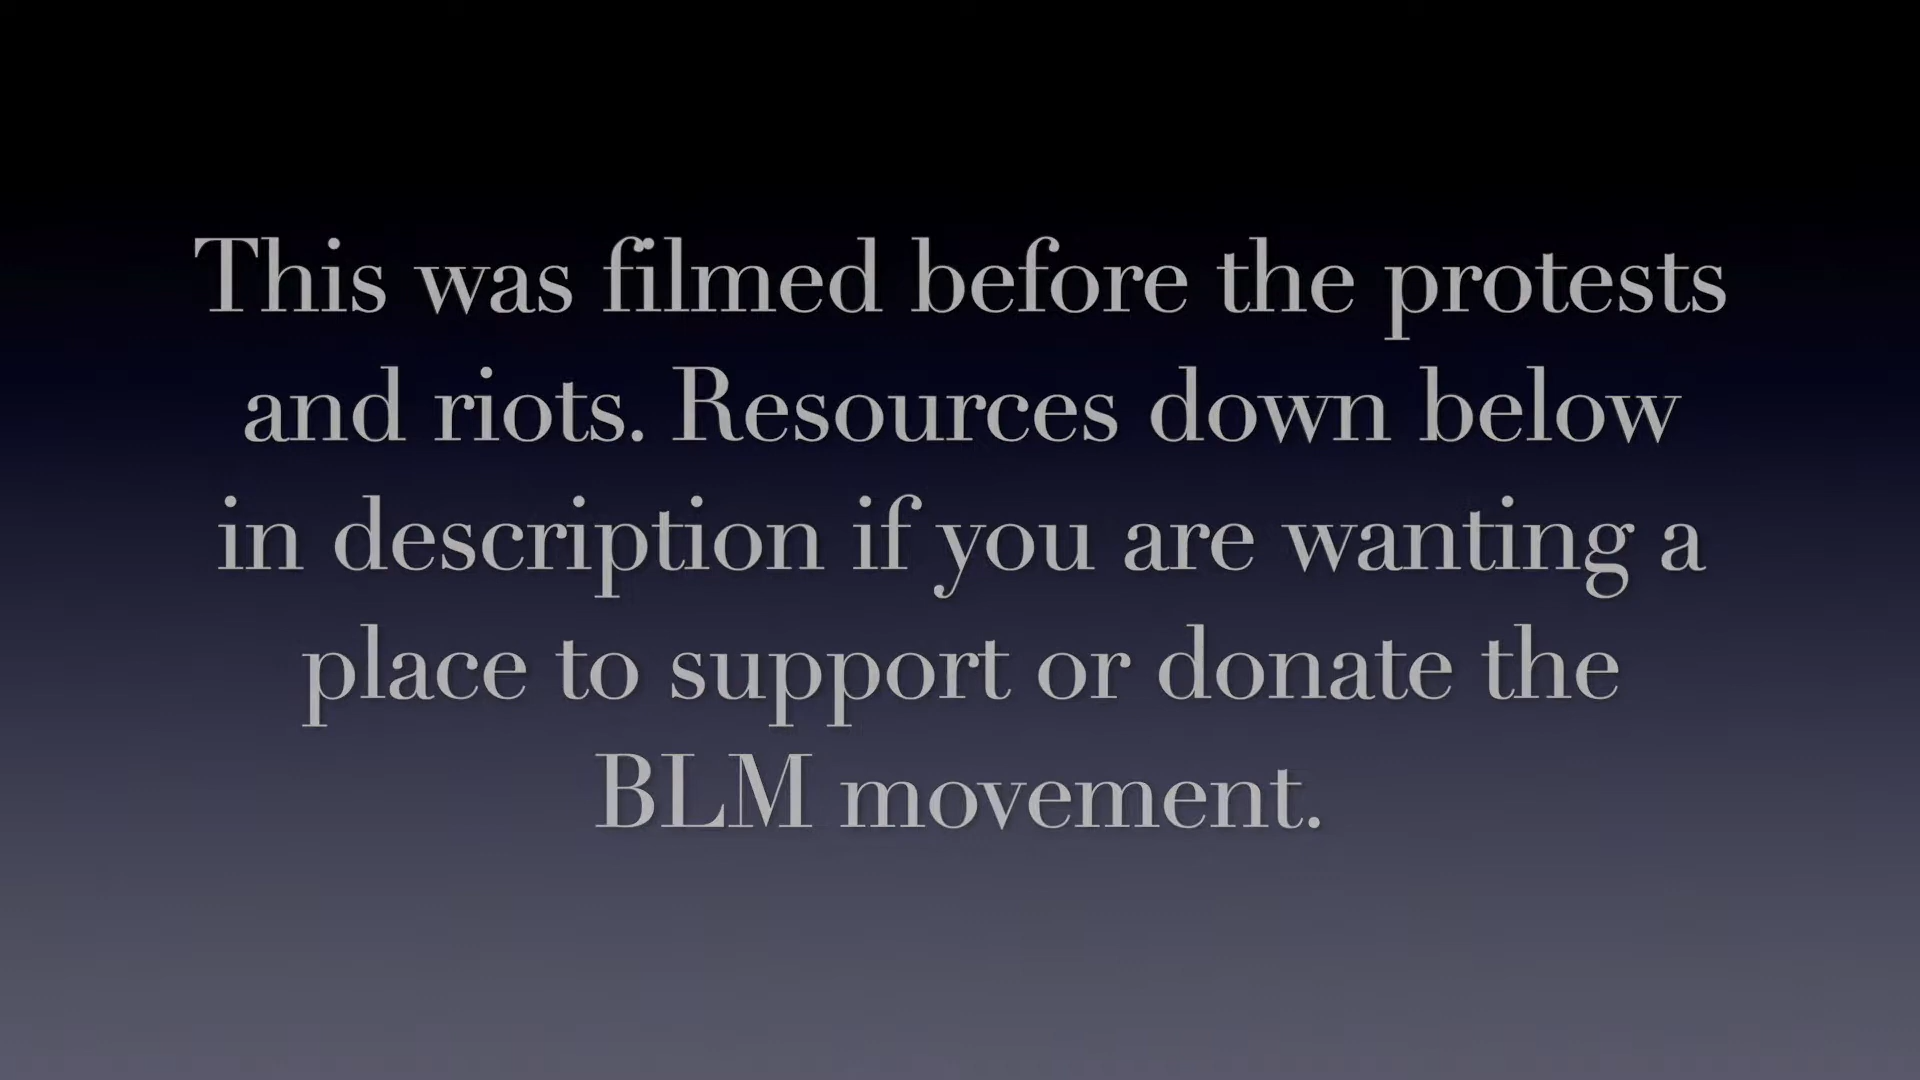 This was filmed before the protests
and riots. Resources down below
in description if you are wanting a
place to support or donate the
BLM movement.